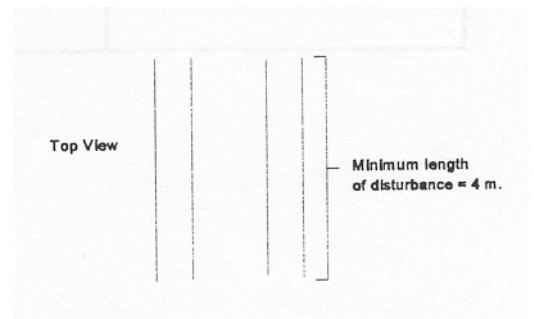 Top View
Minimum length
of disturbance = 4 m.